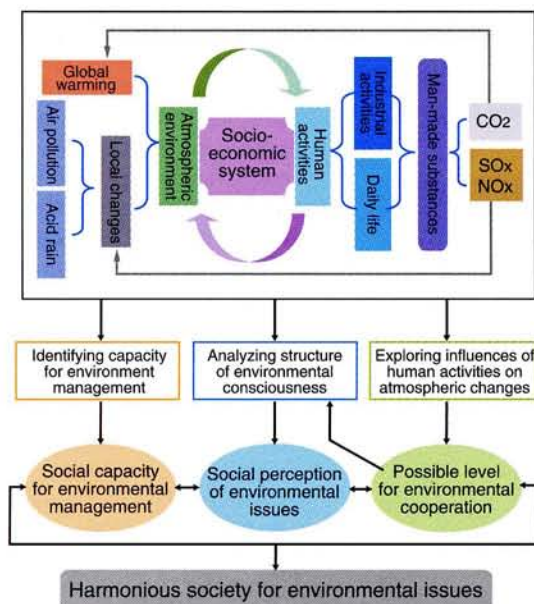 Global
warming
Air pollution
Acid rain
Local changes
Atmospheric
environment
Socio-
economic
system
Human
activities
Industrial
activities
Daily life
Man-made substances
CO2
SOx
NOx
Identifying capacity
for environment
management
Analyzing structure
of environmental
consciousness
Exploring influences of
human activities on
atmospheric changes
Social capacity
for environmental
management
Social perception
of environmental
issues
Possible level
for environmental
cooperation
Harmonious society for environmental issues